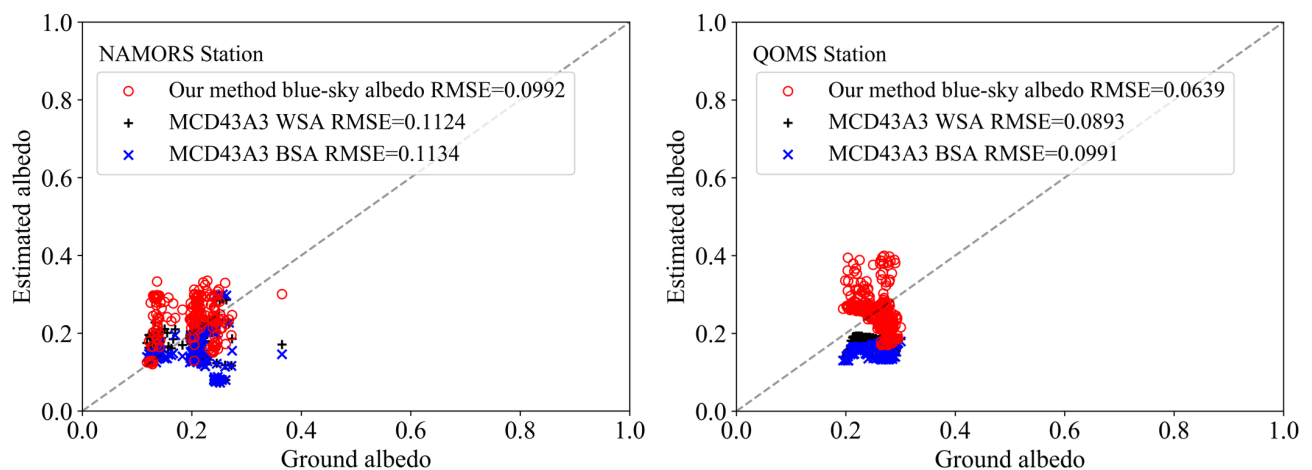 1.0
0.8
0.6
0.4
0.2
0.0
Estimated albedo
NAMORS Station
Our method blue-sky albedo RMSE=0.0992
MCD43A3 WSA RMSE=0.1124
MCD43A3 BSA RMSE=0.1134
0.0 0.2 0.4 0.6 0.8 1.0
Ground albedo
1.0
0.8
0.6
0.4
0.2
0.0
Estimated albedo
QOMS Station
Our method blue-sky albedo RMSE=0.0639
MCD43A3 WSA RMSE=0.0893
MCD43A3 BSA RMSE=0.0991
0.0 0.2 0.4 0.6 0.8 1.0
Ground albedo